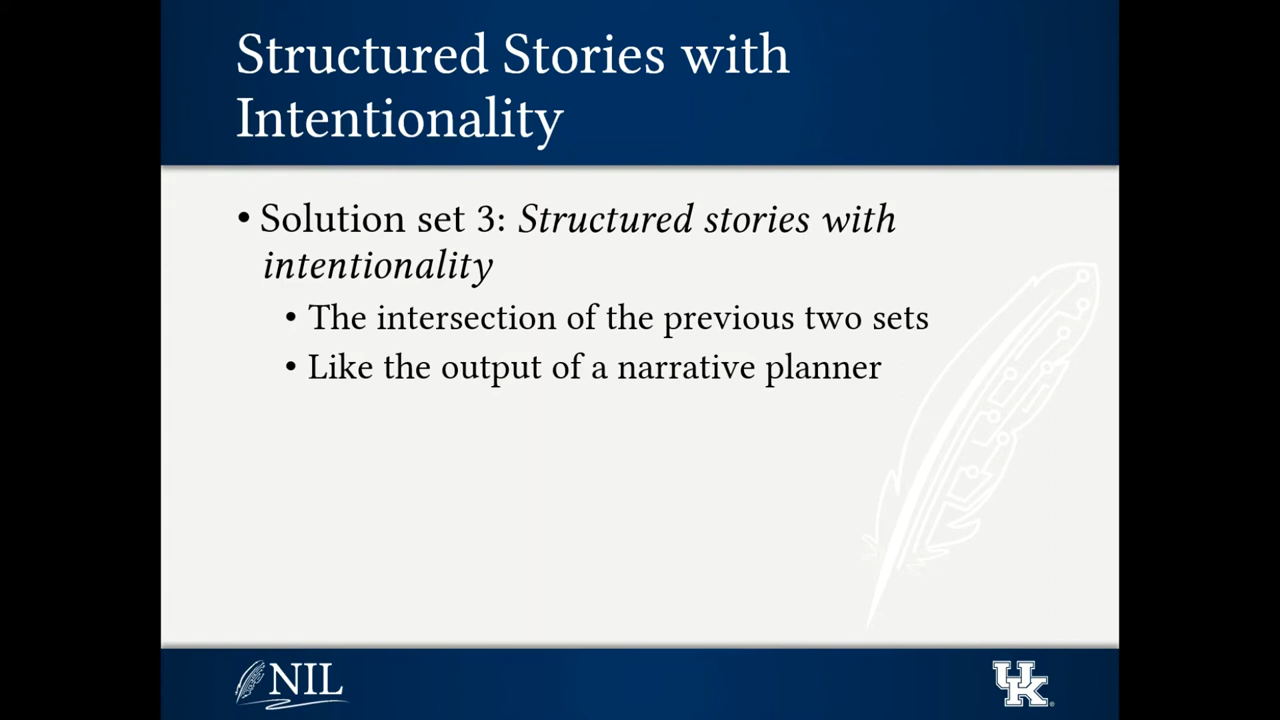 Structured Stories with
Intentionality
• Solution set 3: Structured stories with
intentionality
• The intersection of the previous two sets
• Like the output of a narrative planner
NIL
UK